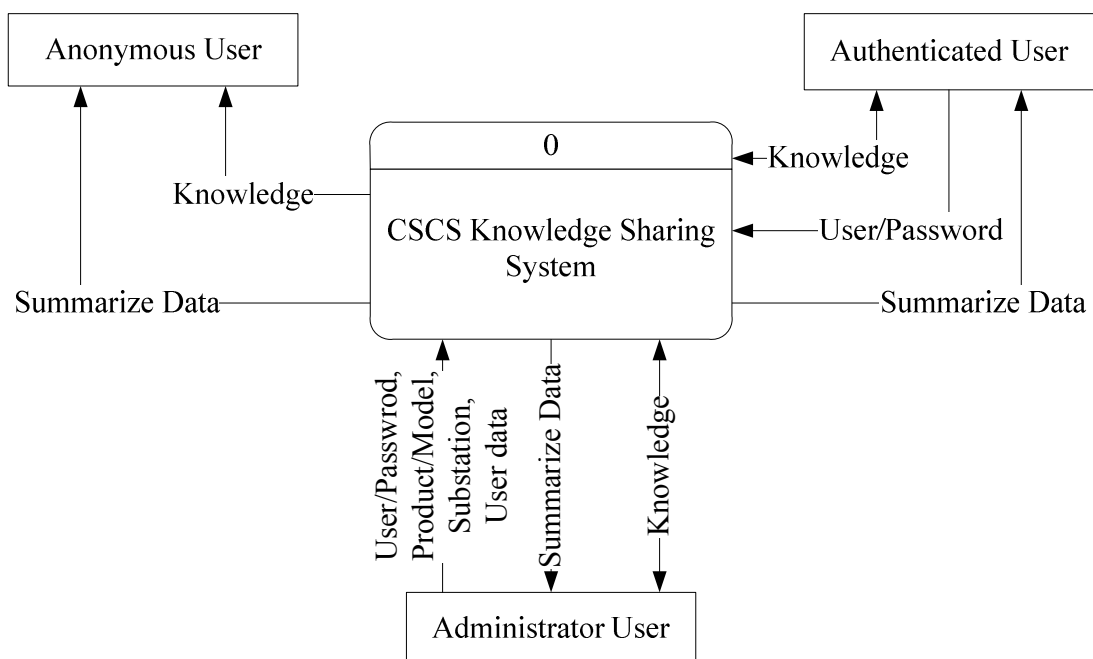 Anonymous User
Authenticated User
0
Knowledge
Knowledge
CSCS Knowledge Sharing
System
User/Password
Summarize Data
Summarize Data
User/Passwrod,
Product/Model,
Substation,
User data
Summarize Data
Knowledge
Administrator User